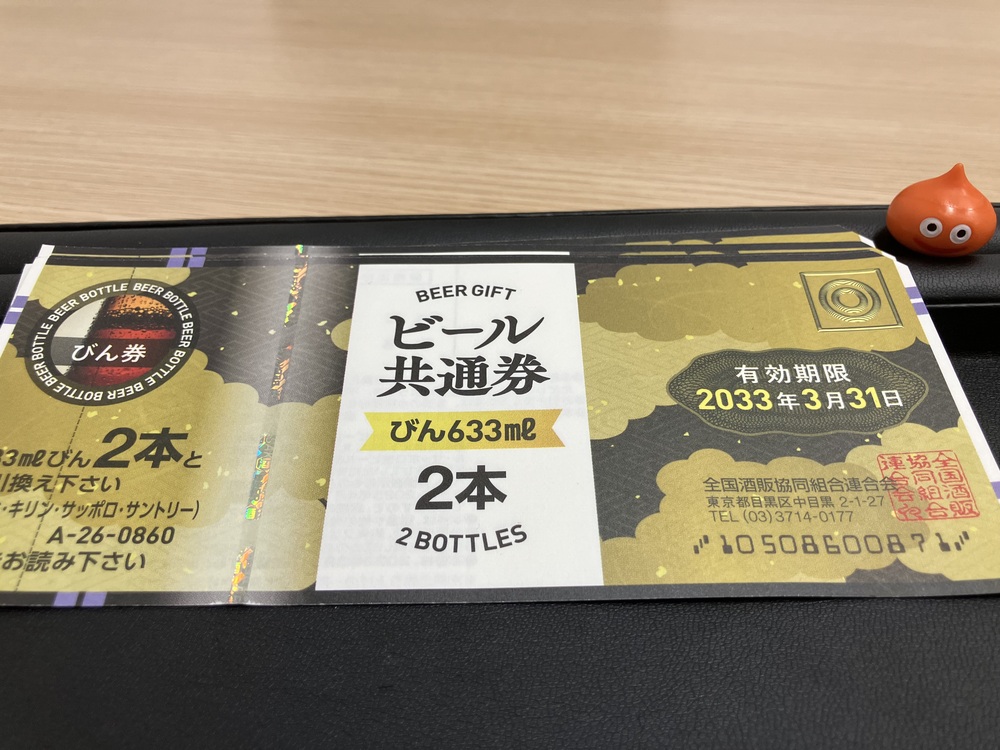 BEER BOTTLE BEER BOTTLE BEER BOTTLE BEER BOTTLE BEER BOTTLE
びん券
3mlびん2本と
引換え下さい
・キリン・サッポロ・サントリー)
A-26-0860
お読み下さい
BEER GIFT
ビール
共通券
びん633ml
2本
2 BOTTLES
有効期限
2033年3月31日
全国酒販協同組合連合会
東京都目黒区中目黒 2-1-27
TEL (03)3714-0177
10508600871
全国酒販
協同組合
連合会